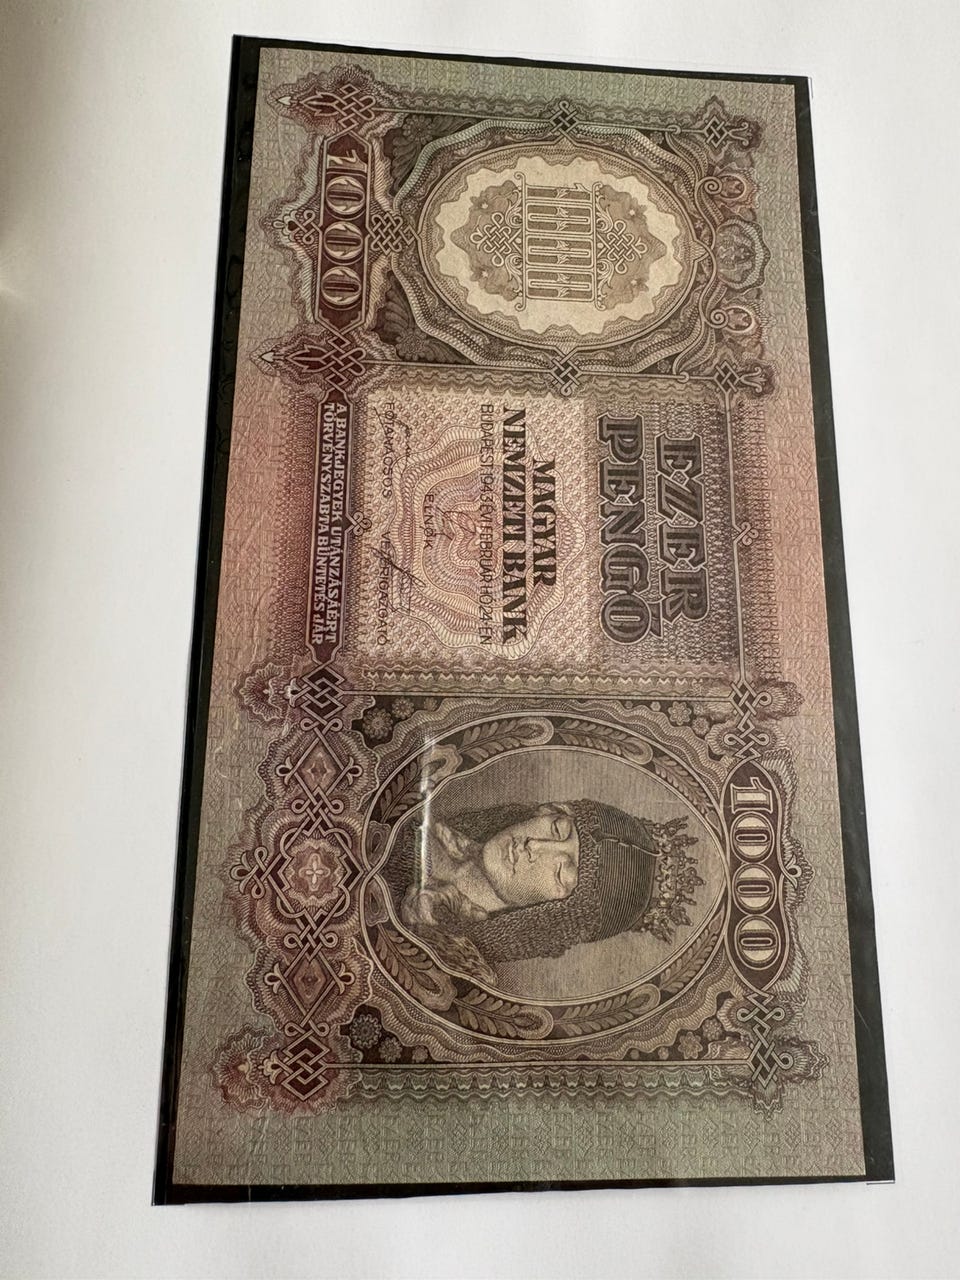 1000
1000
EZER
PENGŐ
MAGYAR
NEMZETI BANK
BUDAPEST 1943. ÉVI FEBRUÁR HÓ 24-ÉN
ELNÖK
FŐTANÁCSOS VEZÉRIGAZGATÓ
1000
A BANKJEGYEK UTÁNZÁSÁÉRT
TÖRVÉNYSZABTA BÜNTETÉS JÁR